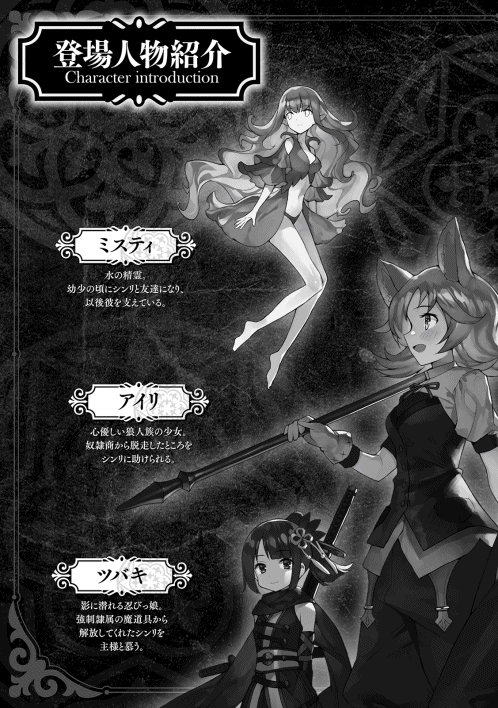 登場人物紹介
Character introduction
ミスティ
水の精霊。
幼少の頃にシンリと友達になり、
以後彼を支えている。
アイリ
心優しい狼人族の少女。
奴隷商から脱走したところを
シンリに助けられる。
ツバキ
影に潜れる忍びっ娘。
強制隷属の魔道具から
解放してくれたシンリを
主様と慕う。